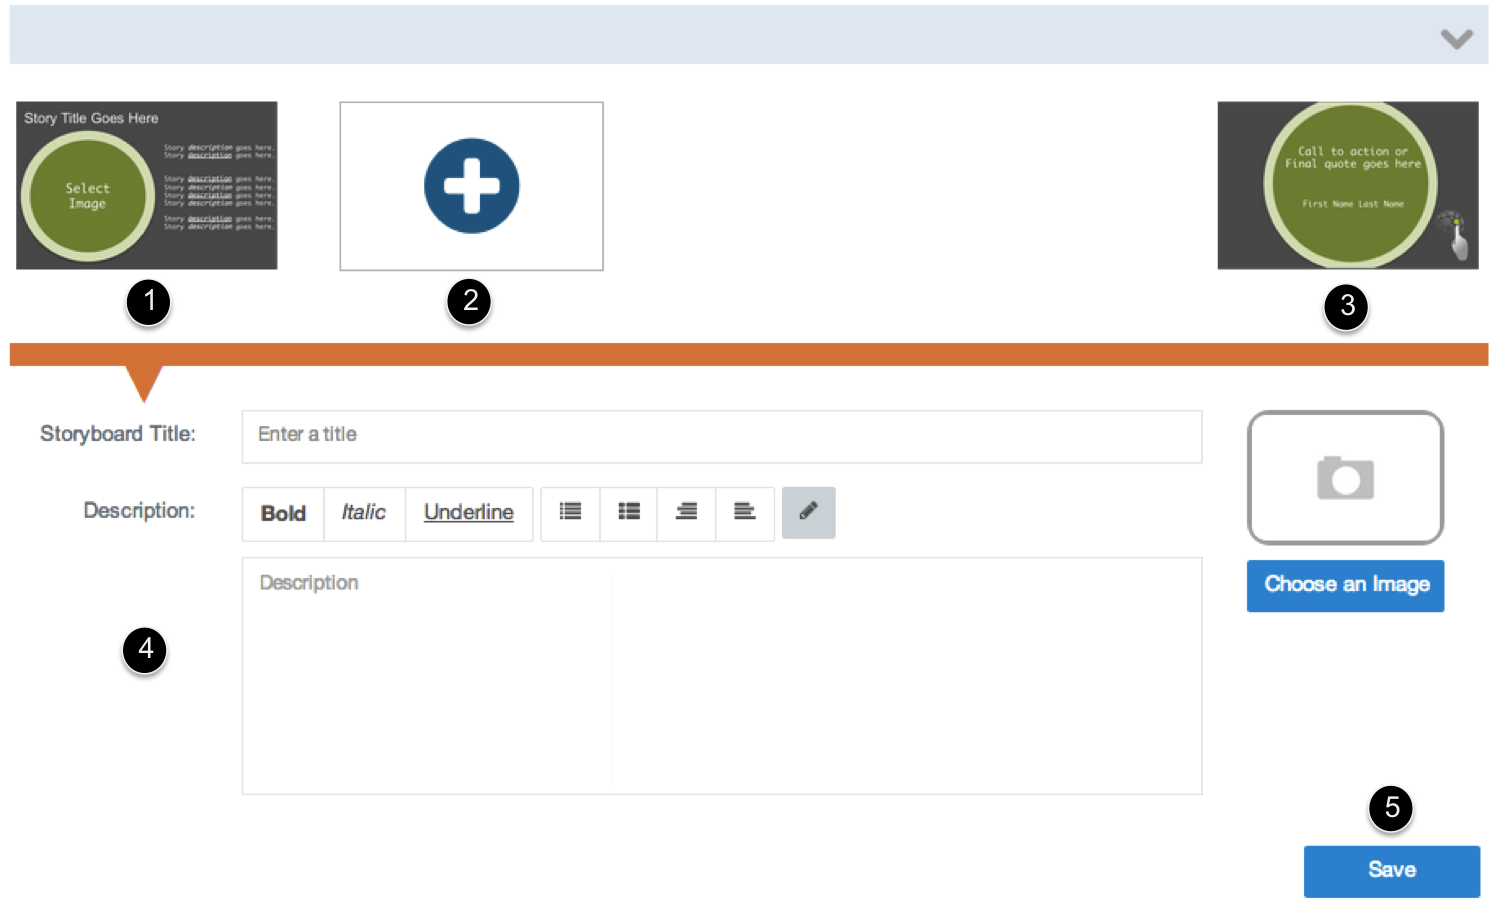 Story Title Goes Here
Select
Image
Story description goes here.
Story description goes here.
Story description goes here.
Story description goes here.
Story description goes here.
Story description goes here.
Story description goes here.
Story description goes here.
Call to action or
Final quote goes here
First Name Last Name
1
2
3
Storyboard Title:
Enter a title
Description:
Bold
Italic
Underline
Description
Choose an Image
4
5
Save